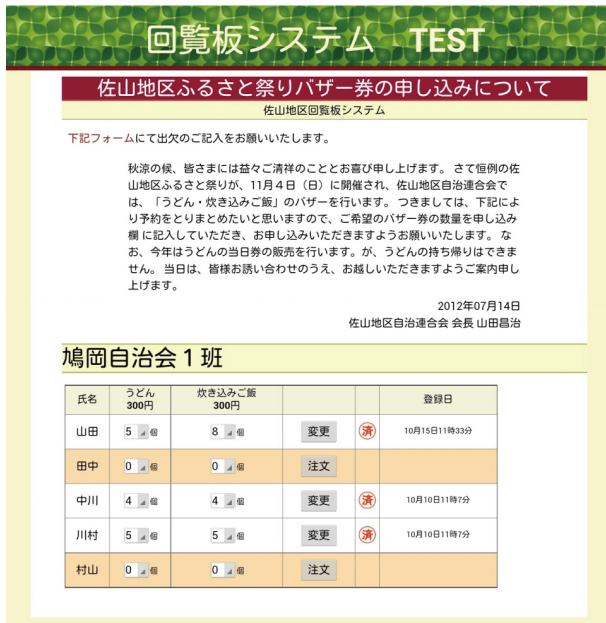 回覧板システム TEST
佐山地区ふるさと祭りバザー券の申し込みについて
佐山地区回覧板システム
下記フォームにて出欠のご記入をお願いいたします。
秋涼の候、皆さまには益々ご清祥のこととお喜び申し上げます。 さて恒例の佐
山地区ふるさと祭りが、11月４日（日）に開催され、佐山地区自治連合会で
は、「うどん・炊き込みご飯」のバザーを行います。 つきましては、下記によ
り予約をとりまとめたいと思いますので、ご希望のバザー券の数量を申し込み
欄 に記入していただき、お申し込みいただきますようお願いいたします。 な
お、今年はうどんの当日券の販売を行います。が、うどんの持ち帰りはできま
せん。 当日は、皆様お誘い合わせのうえ、お越しいただきますようご案内申し
上げます。
2012年07月14日
佐山地区自治連合会 会長 山田昌治
鳩岡自治会１班
氏名 うどん 300円 炊き込みご飯 300円 登録日
山田 5 個 8 個 変更 済 10月15日11時33分
田中 0 個 0 個 注文
中川 4 個 4 個 変更 済 10月10日11時7分
川村 5 個 5 個 変更 済 10月10日11時7分
村山 0 個 0 個 注文